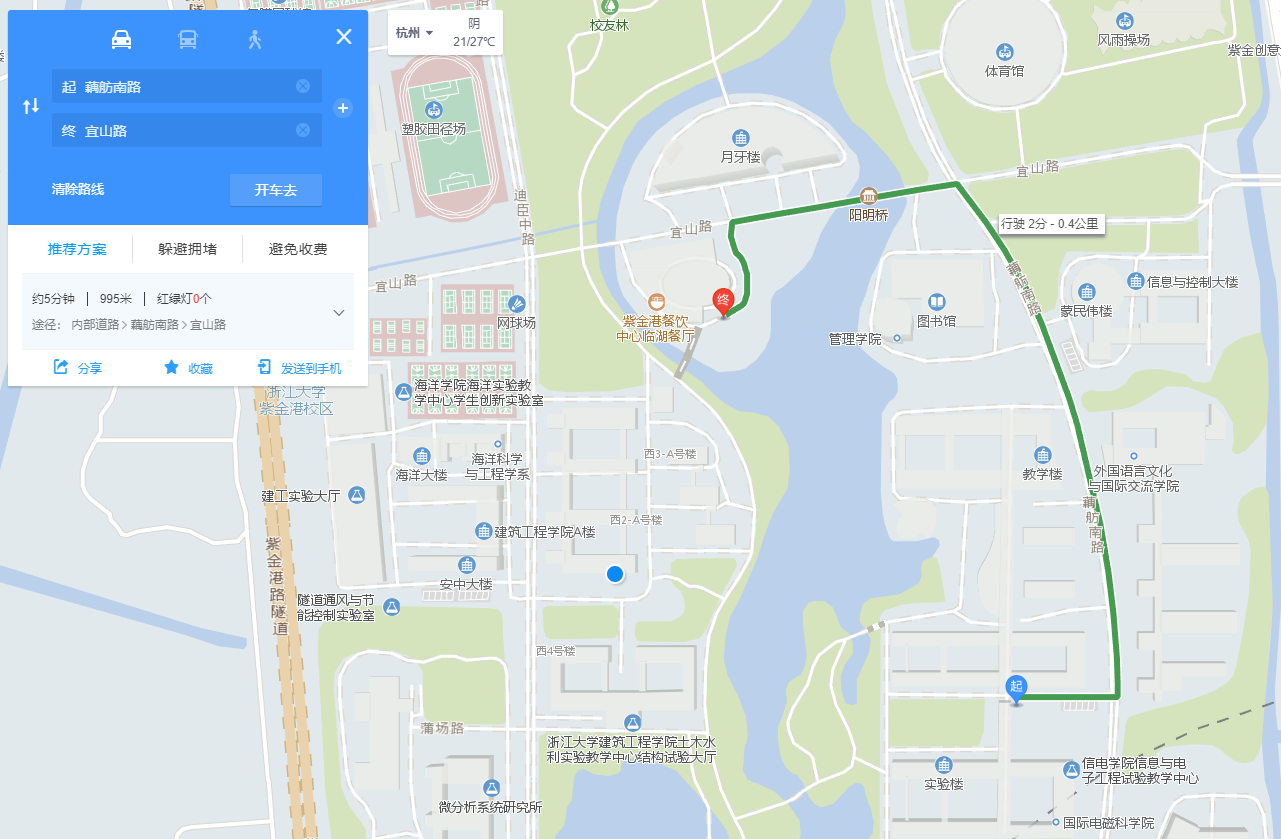 杭州
阴
21/27℃
起 藕舫南路
终 宜山路
清除路线
开车去
推荐方案
躲避拥堵
避免收费
约5分钟 | 995米 | 红绿灯0个
途径: 内部道路>藕舫南路>宜山路
分享
收藏
发送到手机
校友林
风雨操场
紫金创意
体育馆
塑胶田径场
月牙楼
宜山路
迪臣中路
阳明桥
宜山路
行驶 2分 - 0.4公里
藕舫南路
宜山路
信息与控制大楼
蒙民伟楼
终
图书馆
网球场
紫金港餐饮
中心临湖餐厅
管理学院
浙江大学
紫金港校区
海洋学院海洋实验教
学中心学生创新实验室
海洋大楼
海洋科学
与工程学系
西3-A号楼
教学楼
外国语言文化
与国际交流学院
建工实验大厅
藕舫南路
西2-A号楼
建筑工程学院A楼
紫金港路隧道
安中大楼
隧道通风与节
能控制实验室
西4号楼
起
蒲场路
浙江大学建筑工程学院土木水
利实验教学中心结构试验大厅
实验楼
信电学院信息与电
子工程试验教学中心
微分析系统研究所
国际电磁科学院